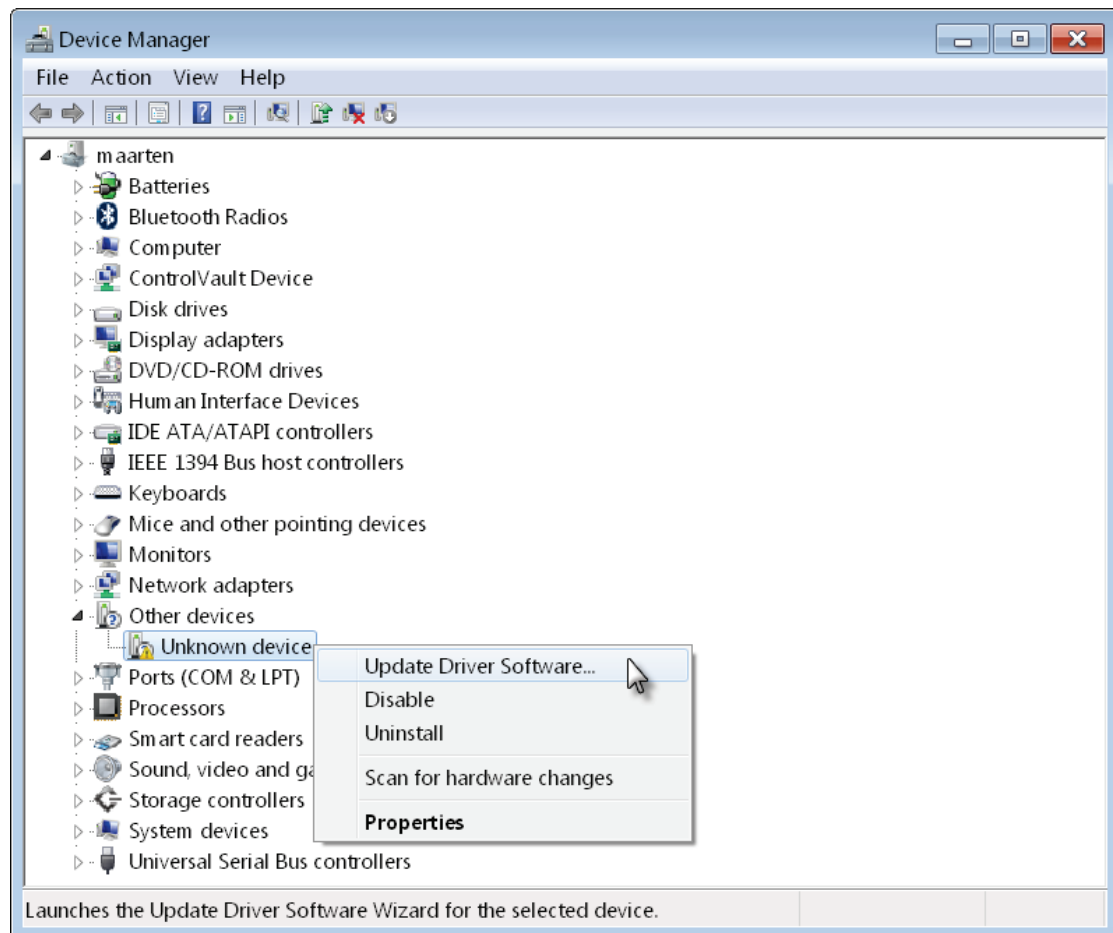 Device Manager
File Action View Help
maarten
Batteries
Bluetooth Radios
Computer
ControlVault Device
Disk drives
Display adapters
DVD/CD-ROM drives
Human Interface Devices
IDE ATA/ATAPI controllers
IEEE 1394 Bus host controllers
Keyboards
Mice and other pointing devices
Monitors
Network adapters
Other devices
Unknown device
Update Driver Software...
Ports (COM & LPT)
Disable
Processors
Uninstall
Smart card readers
Sound, video and ga
Scan for hardware changes
Storage controllers
Properties
System devices
Universal Serial Bus controllers
Launches the Update Driver Software Wizard for the selected device.